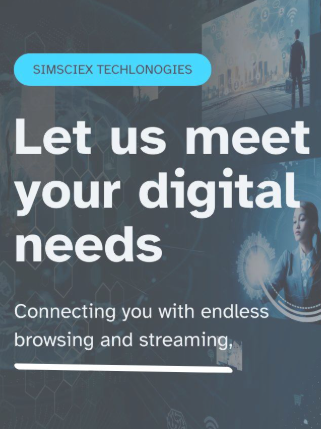 SIMSCIEX TECHLONOGIES
Let us meet
your digital
needs
Connecting you with endless
browsing and streaming,